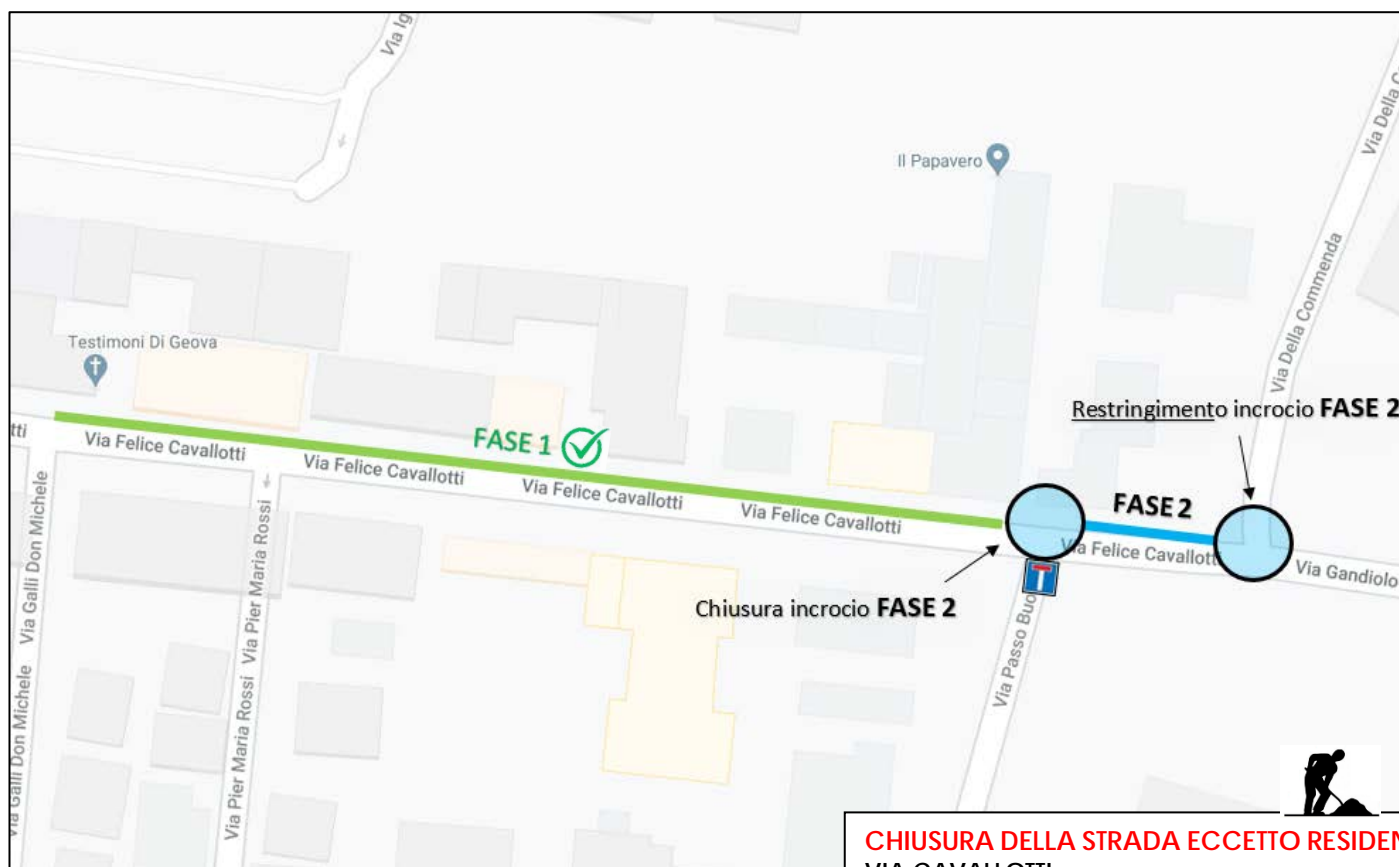 Via Ig
Via Della C
Il Papavero
Via Della Commenda
Testimoni Di Geova
Restringimento incrocio FASE 2
tti
Via Felice Cavallotti
FASE 1
Via Felice Cavallotti
Via Felice Cavallotti
Via Felice Cavallotti
FASE 2
Via Felice Cavallotti
Via Gandiolo
Chiusura incrocio FASE 2
Via Passo Buo
Via Galli Don Michele
Via Galli Don Michele
Via Pier Maria Rossi
Via Pier Maria Rossi
CHIUSURA DELLA STRADA ECCETTO RESIDEN
VIA CAVALLOTTI